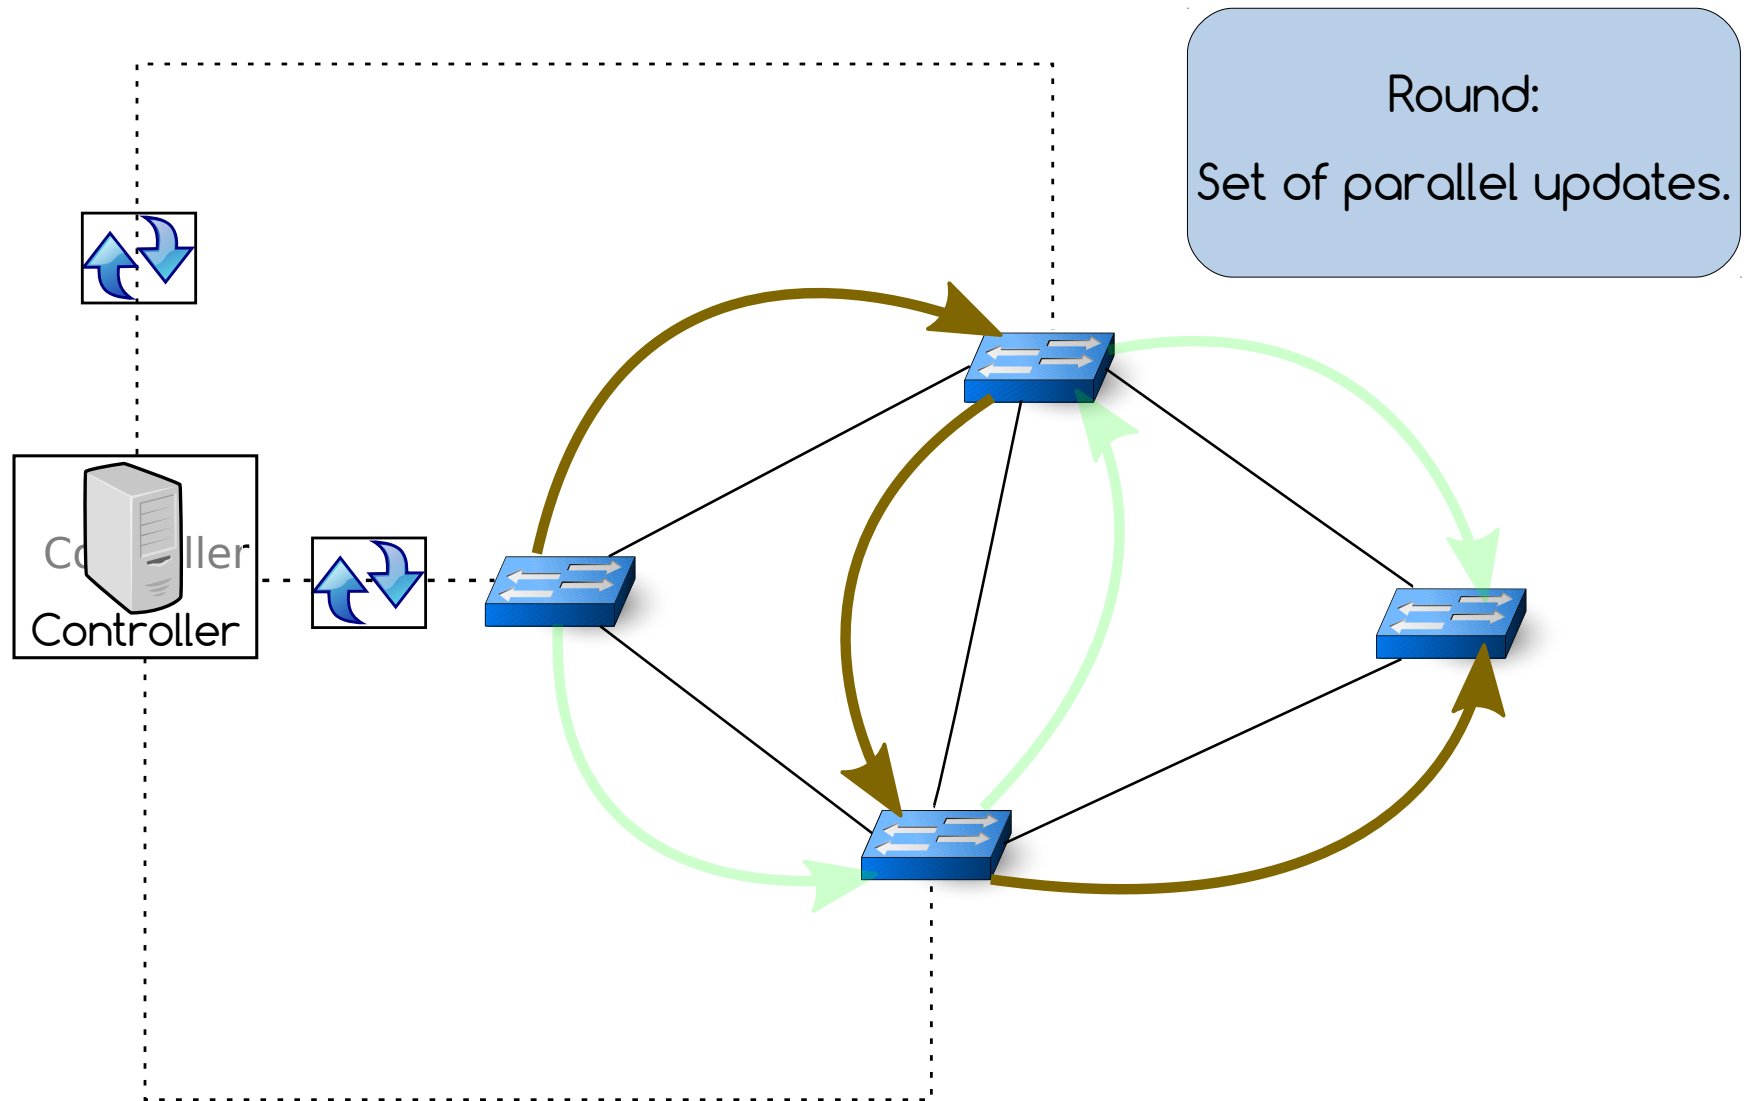 Round:
Set of parallel updates.
Controller